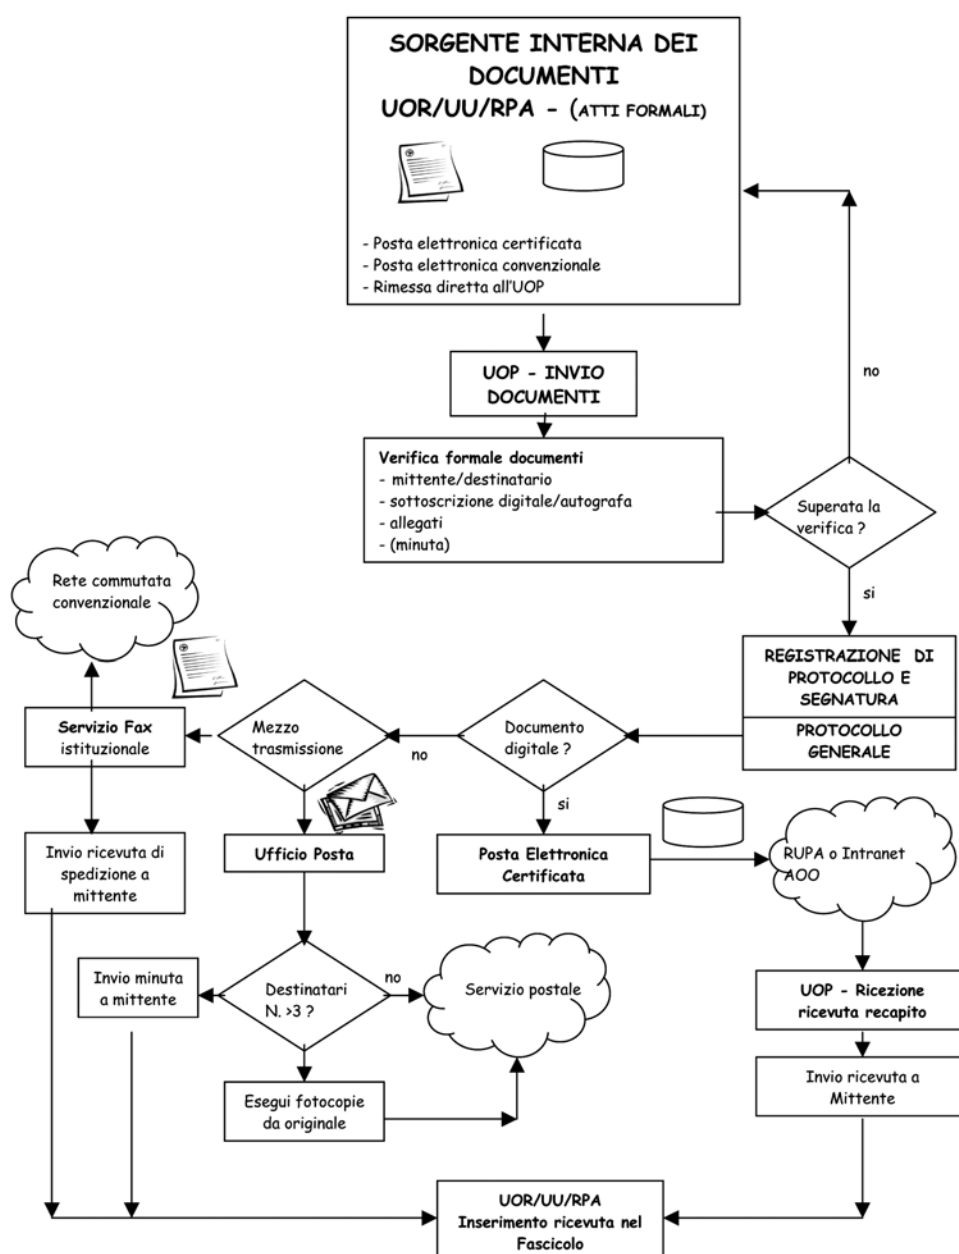 SORGENTE INTERNA DEI
DOCUMENTI
UOR/UU/RPA - (ATTI FORMALI)
- Posta elettronica certificata
- Posta elettronica convenzionale
- Rimessa diretta all'UOP
UOP - INVIO
DOCUMENTI
no
Verifica formale documenti
- mittente/destinatario
- sottoscrizione digitale/autografa
- allegati
- (minuta)
Superata la
verifica ?
si
Rete commutata
convenzionale
REGISTRAZIONE DI
PROTOCOLLO E
SEGNATURA
PROTOCOLLO
GENERALE
Documento
digitale ?
no
si
Mezzo
trasmissione
Servizio Fax
istituzionale
Invio ricevuta di
spedizione a
mittente
Ufficio Posta
Posta Elettronica
Certificata
RUPA o Intranet
AOO
Invio minuta
a mittente
Destinatari
N. >3 ?
no
Servizio postale
UOP - Ricezione
ricevuta recapito
Esegui fotocopie
da originale
Invio ricevuta a
Mittente
UOR/UU/RPA
Inserimento ricevuta nel
Fascicolo